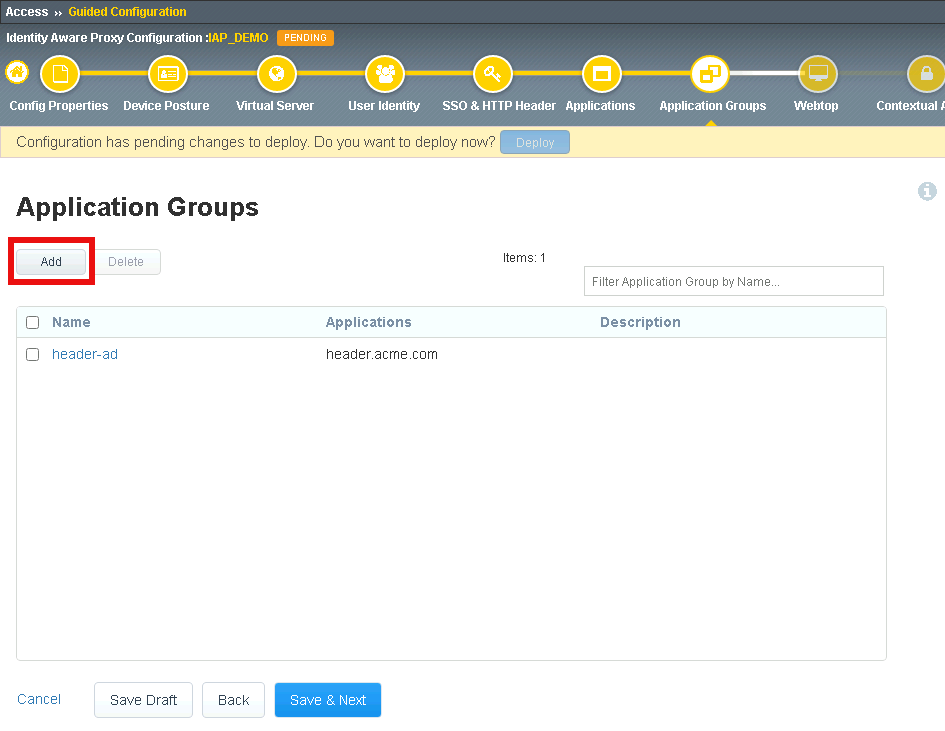 Access ›› Guided Configuration
Identity Aware Proxy Configuration :IAP_DEMO PENDING
Config Properties Device Posture Virtual Server User Identity SSO & HTTP Header Applications Application Groups Webtop Contextual A
Configuration has pending changes to deploy. Do you want to deploy now? Deploy
Application Groups
Add Delete Items: 1
Filter Application Group by Name...
Name Applications Description
header-ad header.acme.com
Cancel Save Draft Back Save & Next